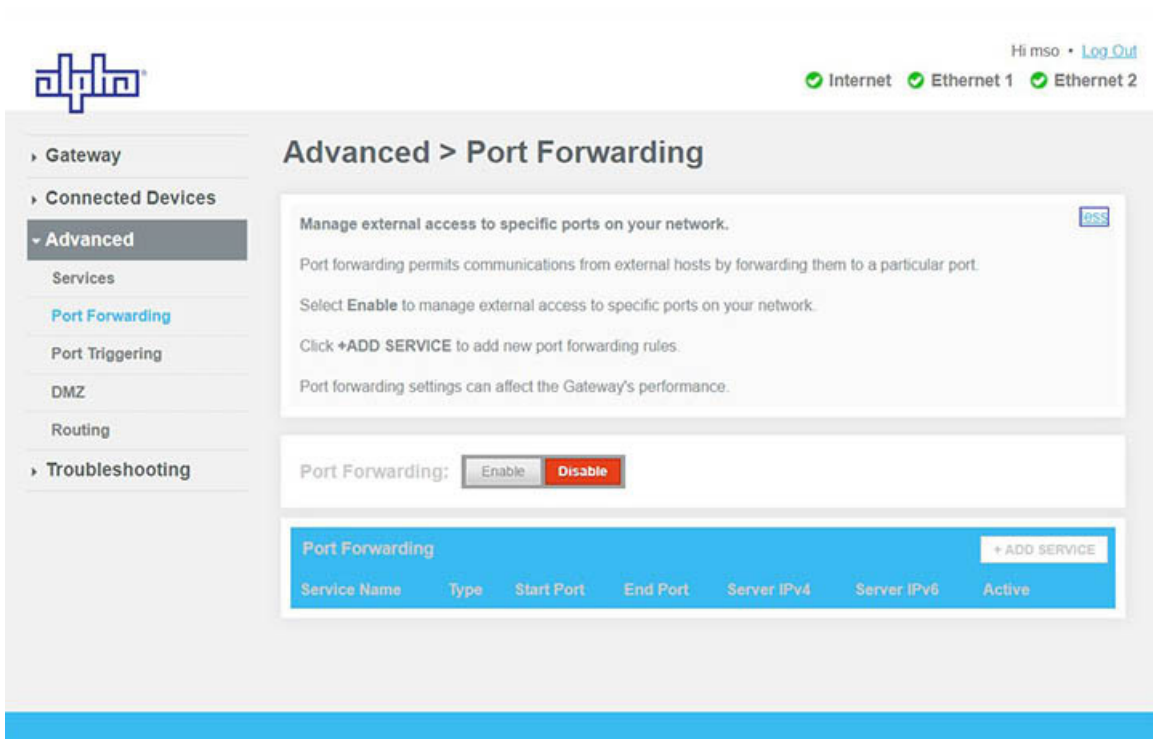 Hi mso • Log Out
alpha
Internet Ethernet 1 Ethernet 2
Gateway
Connected Devices
Advanced
Services
Port Forwarding
Port Triggering
DMZ
Routing
Troubleshooting
Advanced > Port Forwarding
Manage external access to specific ports on your network.
ess
Port forwarding permits communications from external hosts by forwarding them to a particular port.
Select Enable to manage external access to specific ports on your network.
Click +ADD SERVICE to add new port forwarding rules.
Port forwarding settings can affect the Gateway's performance.
Port Forwarding: Enable Disable
Port Forwarding + ADD SERVICE
Service Name Type Start Port End Port Server IPv4 Server IPv6 Active